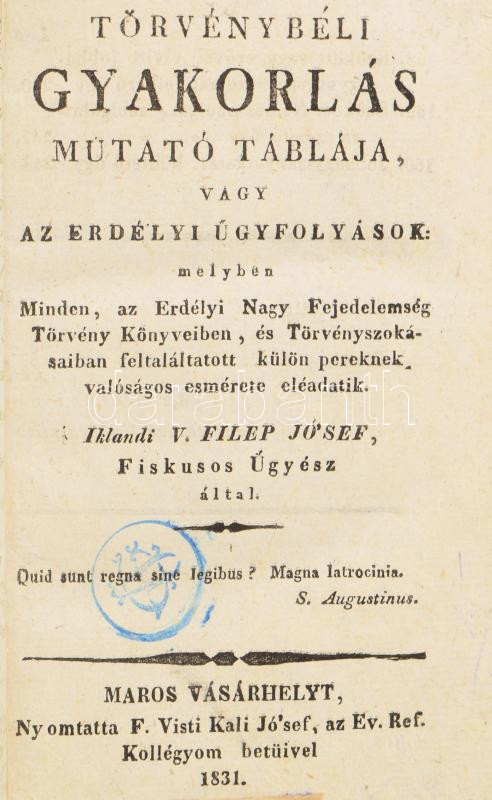 TÖRVÉNYBÉLI
GYAKORLÁS
MUTATÓ TÁBLÁJA,
VAGY
AZ ERDÉLYI ÜGYFOLYÁSOK:
melyben
Minden, az Erdélyi Nagy Fejedelemség
Törvény Könyveiben, és Törvényszoká-
saiban feltaláltatott külön pereknek
valóságos esmérete eléadatik.
Iklandi V. FILEP JÓ'SEF,
Fiskusos Ügyész
által.
Quid sunt regna sine legibus? Magna latrocinia.
S. Augustinus.
MAROS VÁSÁRHELYT,
Nyomtatta F. Visti Kali Jó'sef, az Ev. Ref.
Kollégyom betüivel
1831.
darabanth